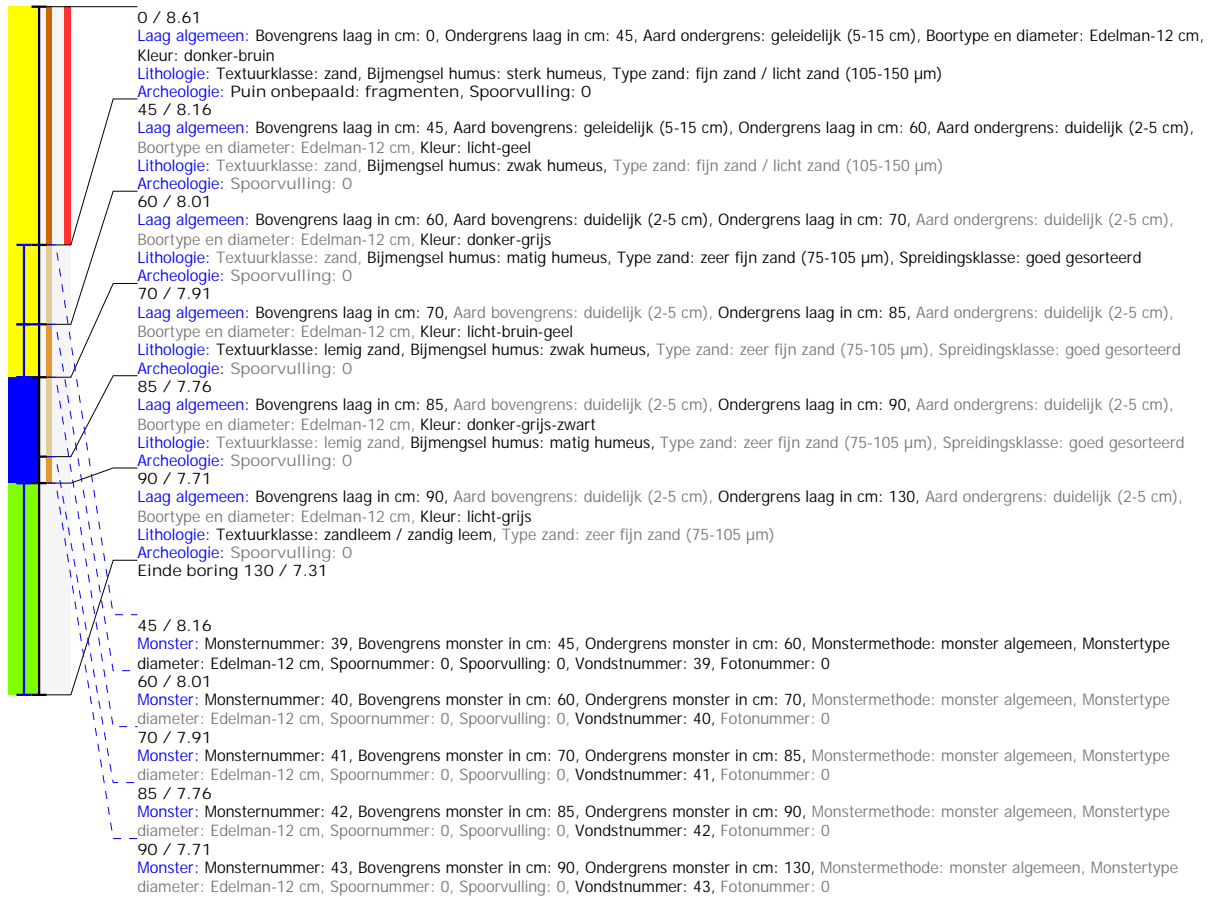 0 / 8.61
Laag algemeen: Bovengrens laag in cm: 0, Ondergrens laag in cm: 45, Aard ondergrens: geleidelijk (5-15 cm), Boortype en diameter: Edelman-12 cm,
Kleur: donker-bruin
Lithologie: Textuurklasse: zand, Bijmengsel humus: sterk humeus, Type zand: fijn zand / licht zand (105-150 µm)
Archeologie: Puin onbepaald: fragmenten, Spoorvulling: 0
45 / 8.16
Laag algemeen: Bovengrens laag in cm: 45, Aard bovengrens: geleidelijk (5-15 cm), Ondergrens laag in cm: 60, Aard ondergrens: duidelijk (2-5 cm),
Boortype en diameter: Edelman-12 cm, Kleur: licht-geel
Lithologie: Textuurklasse: zand, Bijmengsel humus: zwak humeus, Type zand: fijn zand / licht zand (105-150 µm)
Archeologie: Spoorvulling: 0
60 / 8.01
Laag algemeen: Bovengrens laag in cm: 60, Aard bovengrens: duidelijk (2-5 cm), Ondergrens laag in cm: 70, Aard ondergrens: duidelijk (2-5 cm),
Boortype en diameter: Edelman-12 cm, Kleur: donker-grijs
Lithologie: Textuurklasse: zand, Bijmengsel humus: matig humeus, Type zand: zeer fijn zand (75-105 µm), Spreidingsklasse: goed gesorteerd
Archeologie: Spoorvulling: 0
70 / 7.91
Laag algemeen: Bovengrens laag in cm: 70, Aard bovengrens: duidelijk (2-5 cm), Ondergrens laag in cm: 85, Aard ondergrens: duidelijk (2-5 cm),
Boortype en diameter: Edelman-12 cm, Kleur: licht-bruin-geel
Lithologie: Textuurklasse: lemig zand, Bijmengsel humus: zwak humeus, Type zand: zeer fijn zand (75-105 µm), Spreidingsklasse: goed gesorteerd
Archeologie: Spoorvulling: 0
85 / 7.76
Laag algemeen: Bovengrens laag in cm: 85, Aard bovengrens: duidelijk (2-5 cm), Ondergrens laag in cm: 90, Aard ondergrens: duidelijk (2-5 cm),
Boortype en diameter: Edelman-12 cm, Kleur: donker-grijs-zwart
Lithologie: Textuurklasse: lemig zand, Bijmengsel humus: matig humeus, Type zand: zeer fijn zand (75-105 µm), Spreidingsklasse: goed gesorteerd
Archeologie: Spoorvulling: 0
90 / 7.71
Laag algemeen: Bovengrens laag in cm: 90, Aard bovengrens: duidelijk (2-5 cm), Ondergrens laag in cm: 130, Aard ondergrens: duidelijk (2-5 cm),
Boortype en diameter: Edelman-12 cm, Kleur: licht-grijs
Lithologie: Textuurklasse: zandleem / zandig leem, Type zand: zeer fijn zand (75-105 µm)
Archeologie: Spoorvulling: 0
Einde boring 130 / 7.31
45 / 8.16
Monster: Monsternummer: 39, Bovengrens monster in cm: 45, Ondergrens monster in cm: 60, Monstermethode: monster algemeen, Monstertype
diameter: Edelman-12 cm, Spoornummer: 0, Spoorvulling: 0, Vondstnummer: 39, Fotonummer: 0
60 / 8.01
Monster: Monsternummer: 40, Bovengrens monster in cm: 60, Ondergrens monster in cm: 70, Monstermethode: monster algemeen, Monstertype
diameter: Edelman-12 cm, Spoornummer: 0, Spoorvulling: 0, Vondstnummer: 40, Fotonummer: 0
70 / 7.91
Monster: Monsternummer: 41, Bovengrens monster in cm: 70, Ondergrens monster in cm: 85, Monstermethode: monster algemeen, Monstertype
diameter: Edelman-12 cm, Spoornummer: 0, Spoorvulling: 0, Vondstnummer: 41, Fotonummer: 0
85 / 7.76
Monster: Monsternummer: 42, Bovengrens monster in cm: 85, Ondergrens monster in cm: 90, Monstermethode: monster algemeen, Monstertype
diameter: Edelman-12 cm, Spoornummer: 0, Spoorvulling: 0, Vondstnummer: 42, Fotonummer: 0
90 / 7.71
Monster: Monsternummer: 43, Bovengrens monster in cm: 90, Ondergrens monster in cm: 130, Monstermethode: monster algemeen, Monstertype
diameter: Edelman-12 cm, Spoornummer: 0, Spoorvulling: 0, Vondstnummer: 43, Fotonummer: 0